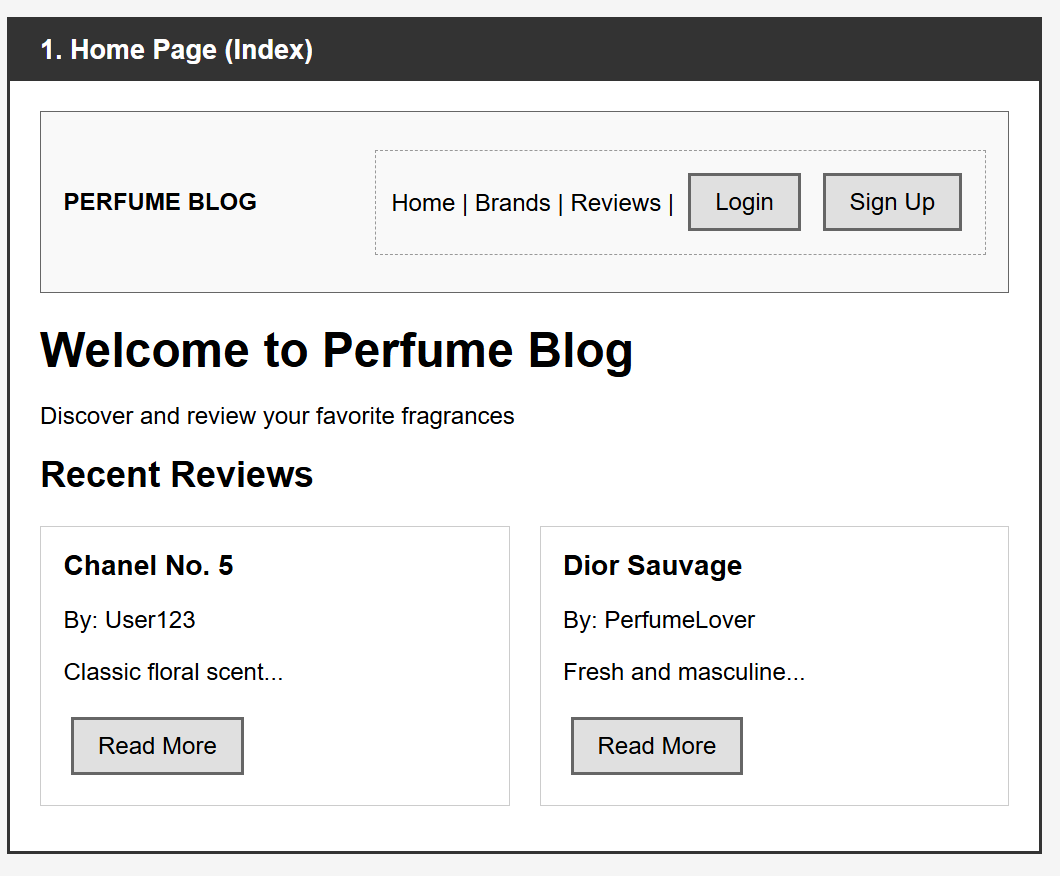 1. Home Page (Index)
PERFUME BLOG
Home | Brands | Reviews | Login Sign Up
Welcome to Perfume Blog
Discover and review your favorite fragrances
Recent Reviews
Chanel No. 5
By: User123
Classic floral scent...
Read More
Dior Sauvage
By: PerfumeLover
Fresh and masculine...
Read More